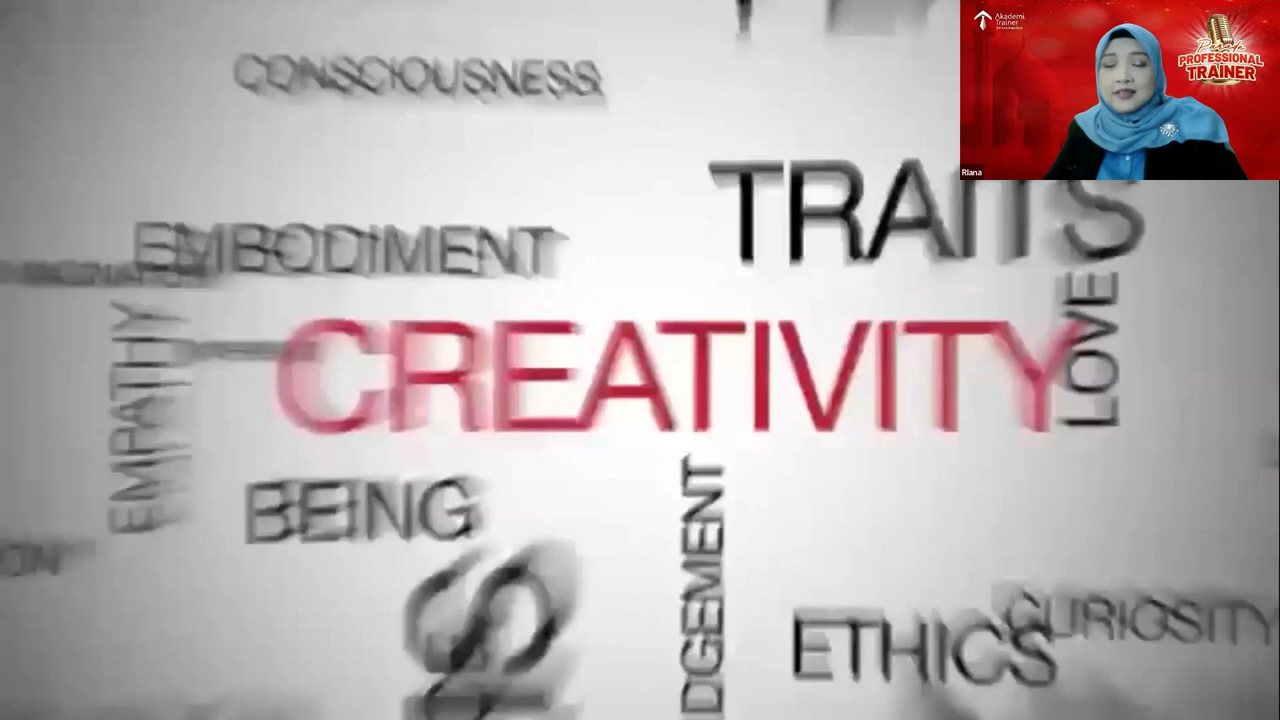 CONSCIOUSNESS
Akademi
Trainer
PROFESSIONAL
TRAINER
Riana
TRAITS
EMBODIMENT
LOVE
EMPATHY
CREATIVITY
BEING
DGEMENT
ETHICS
CURIOSITY